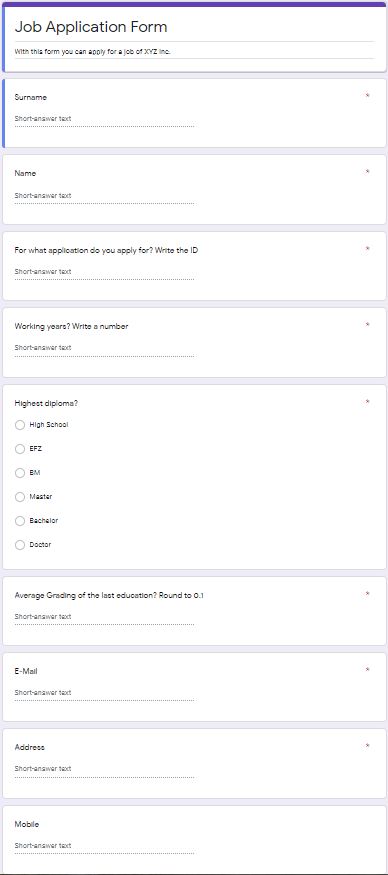 Job Application Form
With this form you can apply for a job of XYZ Inc.
Surname *
Short-answer text
Name *
Short-answer text
For what application do you apply for? Write the ID *
Short-answer text
Working years? Write a number *
Short-answer text
Highest diploma? *
High School
EFZ
BM
Master
Bachelor
Doctor
Average Grading of the last education? Round to 0.1 *
Short-answer text
E-Mail *
Short-answer text
Address *
Short-answer text
Mobile
Short-answer text